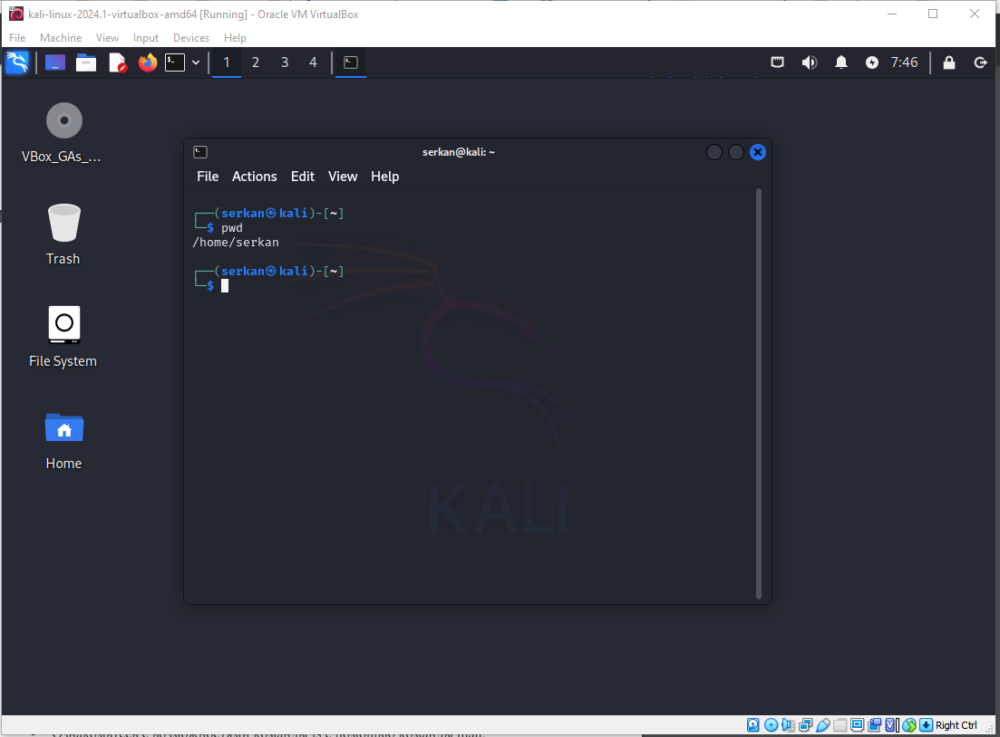 kali-linux-2024.1-virtualbox-amd64 [Running] - Oracle VM VirtualBox
File Machine View Input Devices Help
1 2 3 4 7:46
VBox_GAs_...
Trash
File System
Home
serkan@kali: ~
File Actions Edit View Help
┌──(serkan㉿kali)-[~]
└─$ pwd
/home/serkan
┌──(serkan㉿kali)-[~]
└─$
KALI
Right Ctrl